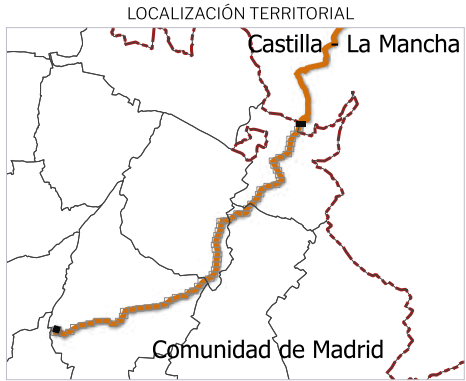 LOCALIZACIÓN TERRITORIAL
Castilla - La Mancha
Comunidad de Madrid